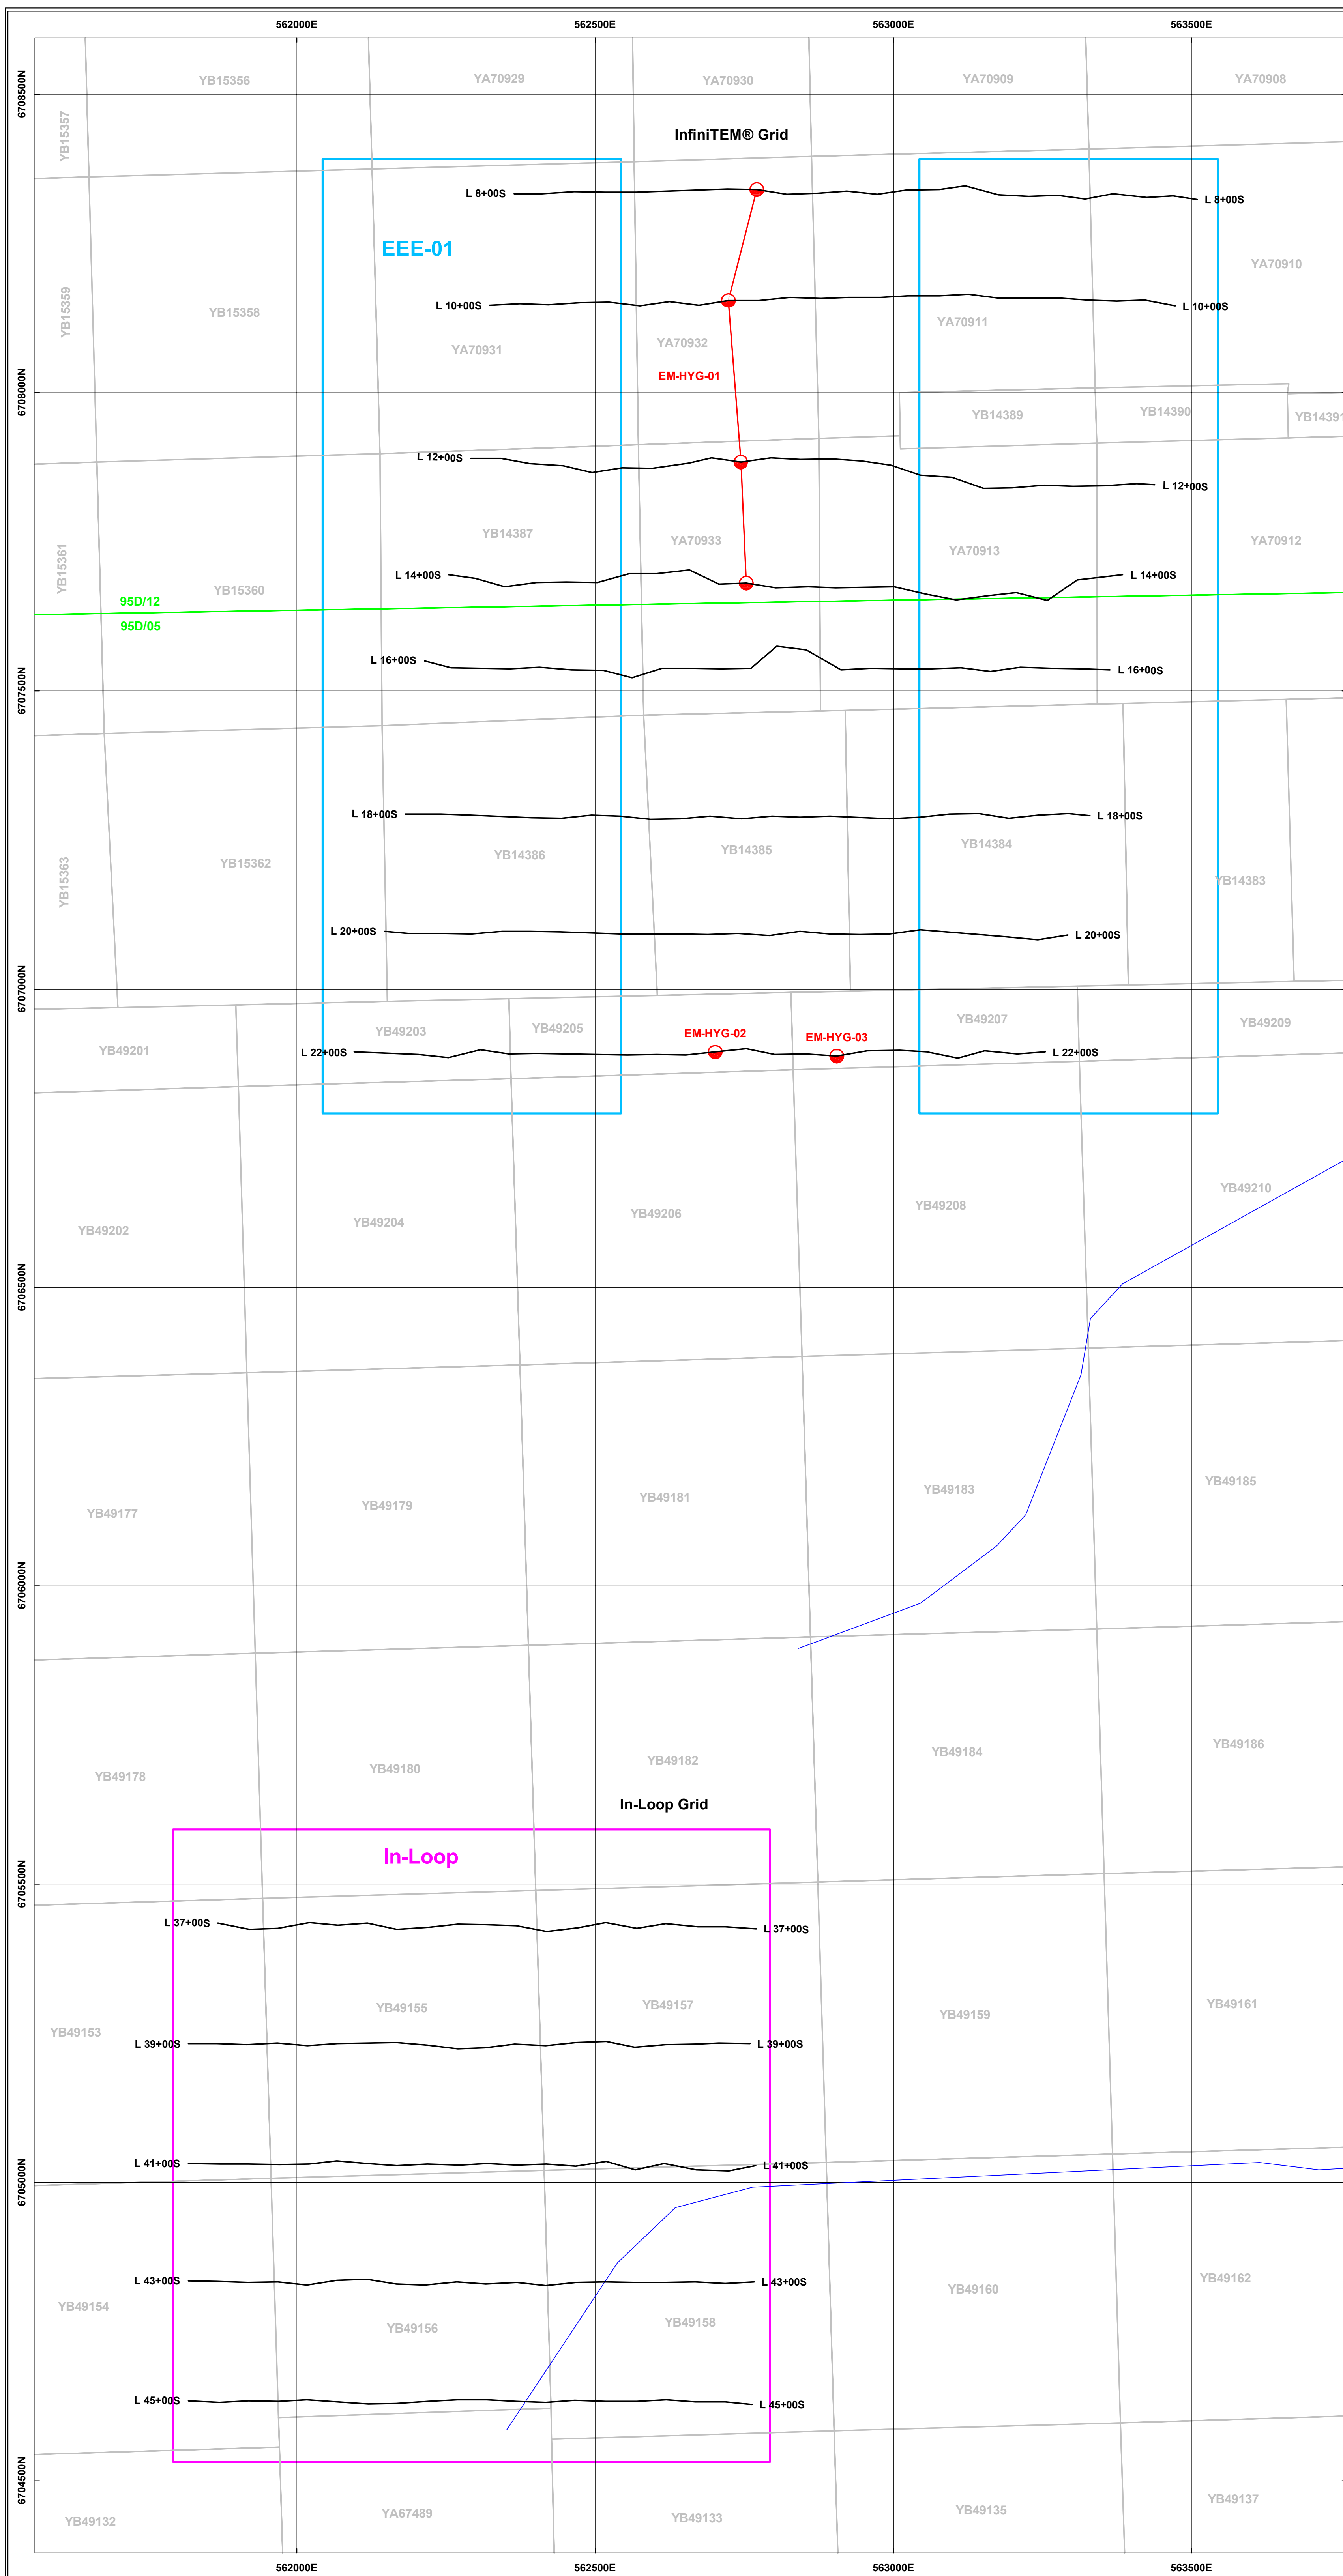 562000E 562500E 563000E 563500E
6708500N
YB15356 YA70929 YA70930 YA70909 YA70908
YB15357
InfiniTEM® Grid
L 8+00S L 8+00S
EEE-01
YA70910
YB15359
YB15358
L 10+00S L 10+00S
YA70931 YA70932 YA70911
EM-HYG-01
6708000N
YB14389 YB14390 YB14391
L 12+00S L 12+00S
YB14387 YA70933 YA70913 YA70912
YB15361
L 14+00S L 14+00S
YB15360
95D/12
95D/05
L 16+00S L 16+00S
6707500N
L 18+00S L 18+00S
YB15363
YB15362 YB14386 YB14385 YB14384 YB14383
L 20+00S L 20+00S
6707000N
YB49201 YB49203 YB49205 YB49207 YB49209
EM-HYG-02 EM-HYG-03
L 22+00S L 22+00S
YB49202 YB49204 YB49206 YB49208 YB49210
6706500N
YB49177 YB49179 YB49181 YB49183 YB49185
6706000N
YB49178 YB49180 YB49182 YB49184 YB49186
In-Loop Grid
In-Loop
6705500N
L 37+00S L 37+00S
YB49153 YB49155 YB49157 YB49159 YB49161
L 39+00S L 39+00S
L 41+00S L 41+00S
6705000N
L 43+00S L 43+00S
YB49154 YB49156 YB49158 YB49160 YB49162
L 45+00S L 45+00S
6704500N
YB49132 YA67489 YB49133 YB49135 YB49137
562000E 562500E 563000E 563500E